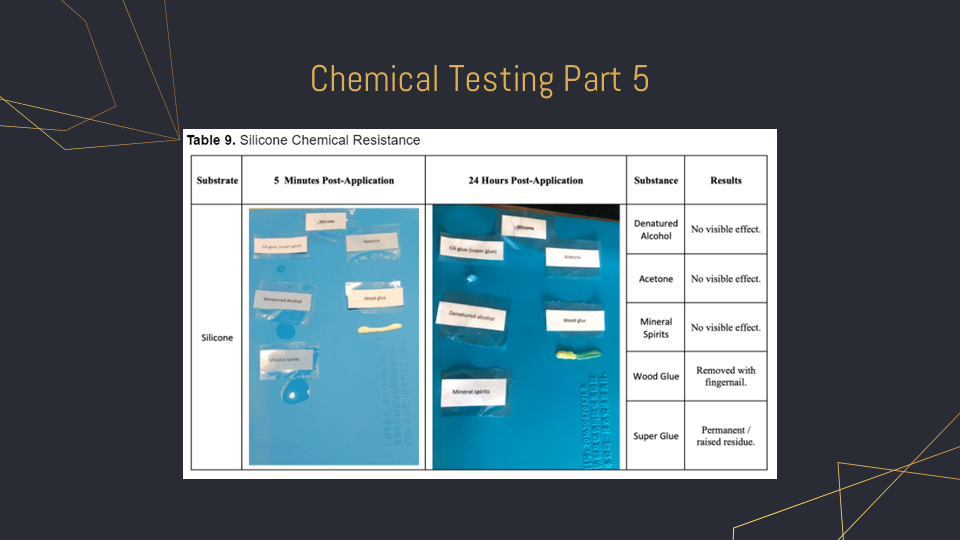 Chemical Testing Part 5
Table 9. Silicone Chemical Resistance
Substrate
5 Minutes Post-Application
24 Hours Post-Application
Substance
Results
Silicone
Silicone
CA glue (super glue)
Acetone
Denatured alcohol
Wood glue
Mineral spirits
Silicone
CA glue (super glue)
Acetone
Denatured alcohol
Wood glue
Mineral spirits
Denatured
Alcohol
No visible effect.
Acetone
No visible effect.
Mineral
Spirits
No visible effect.
Wood Glue
Removed with
fingernail.
Super Glue
Permanent /
raised residue.